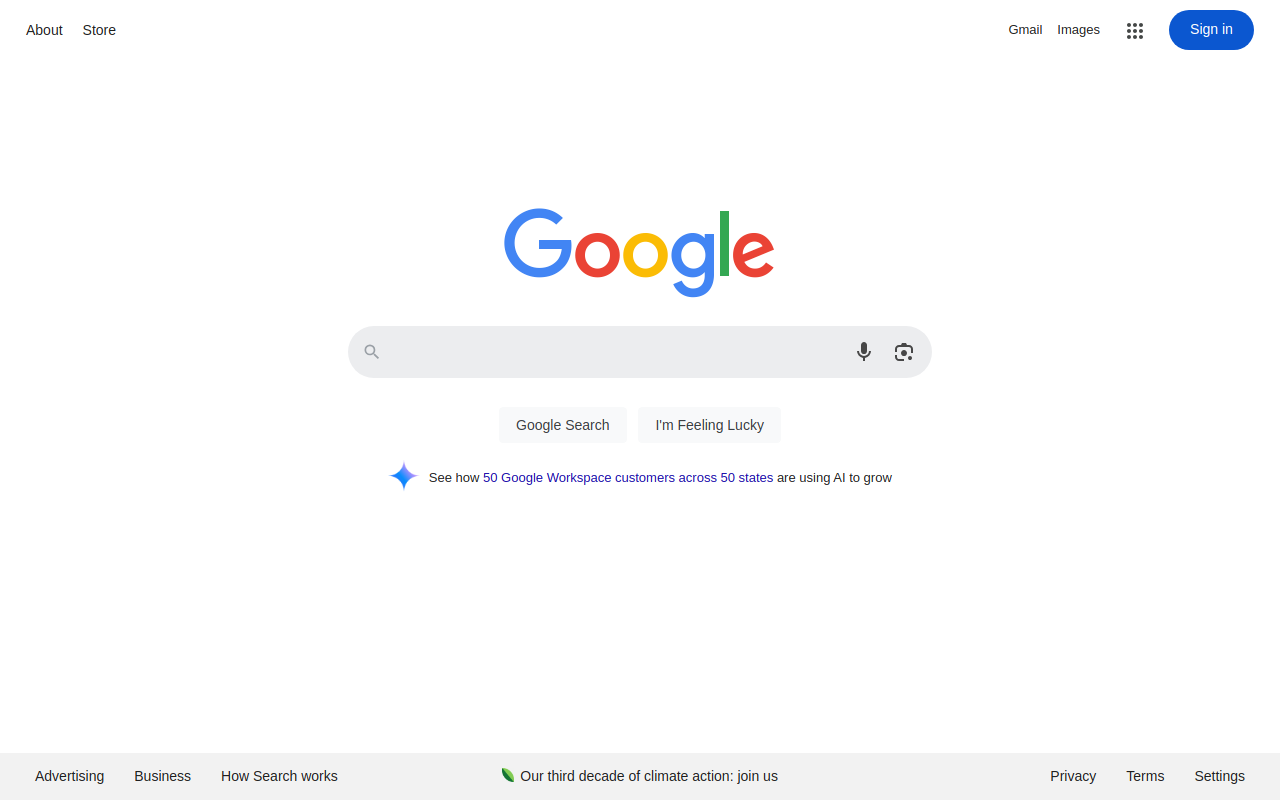 About Store Gmail Images Sign in
Google
Google Search I'm Feeling Lucky
See how 50 Google Workspace customers across 50 states are using AI to grow
Advertising Business How Search works Our third decade of climate action: join us Privacy Terms Settings